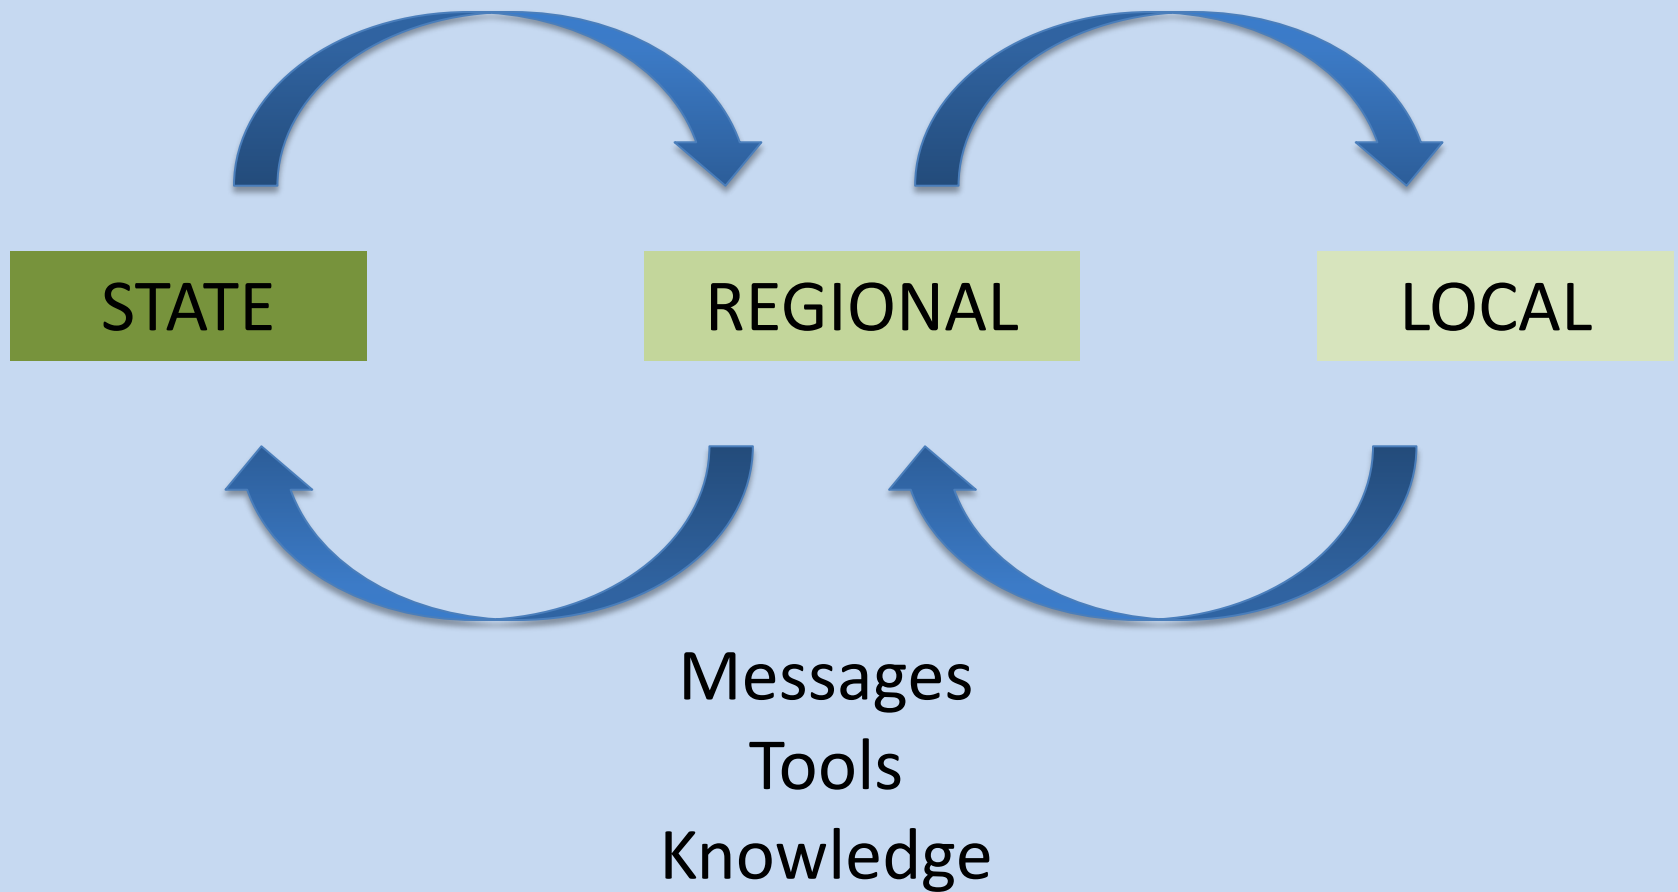 STATE
REGIONAL
LOCAL
Messages
Tools
Knowledge